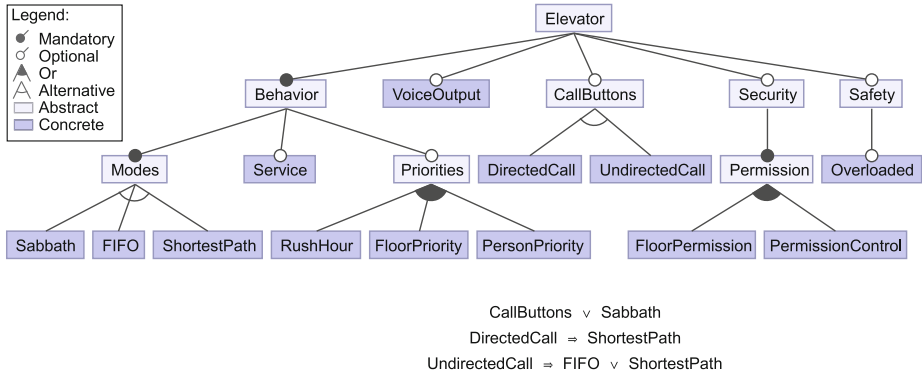 Legend:
Mandatory
Optional
Or
Alternative
Abstract
Concrete
Elevator
Behavior VoiceOutput CallButtons Security Safety
Modes Service Priorities DirectedCall UndirectedCall Permission Overloaded
Sabbath FIFO ShortestPath RushHour FloorPriority PersonPriority FloorPermission PermissionControl
CallButtons ∨ Sabbath
DirectedCall ⇒ ShortestPath
UndirectedCall ⇒ FIFO ∨ ShortestPath